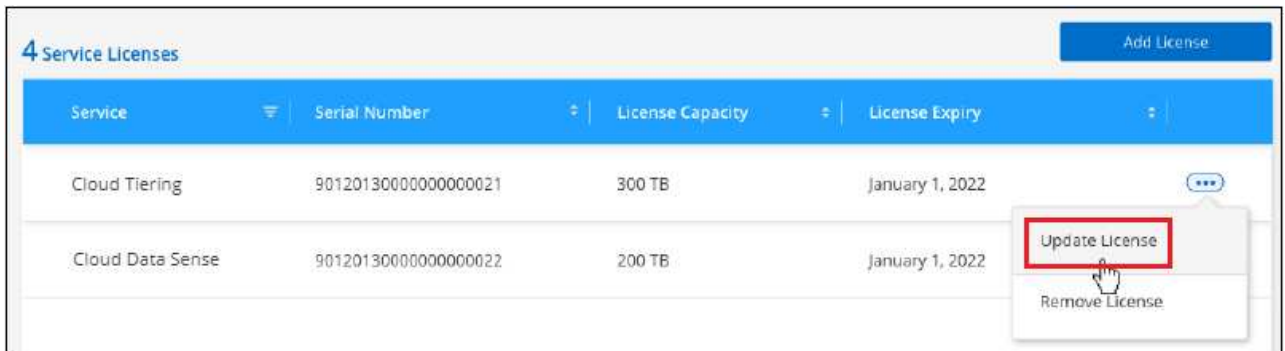 4 Service Licenses
Add License
Service Serial Number License Capacity License Expiry
Cloud Tiering 90120130000000000021 300 TB January 1, 2022
Update License
Cloud Data Sense 90120130000000000022 200 TB January 1, 2022
Remove License